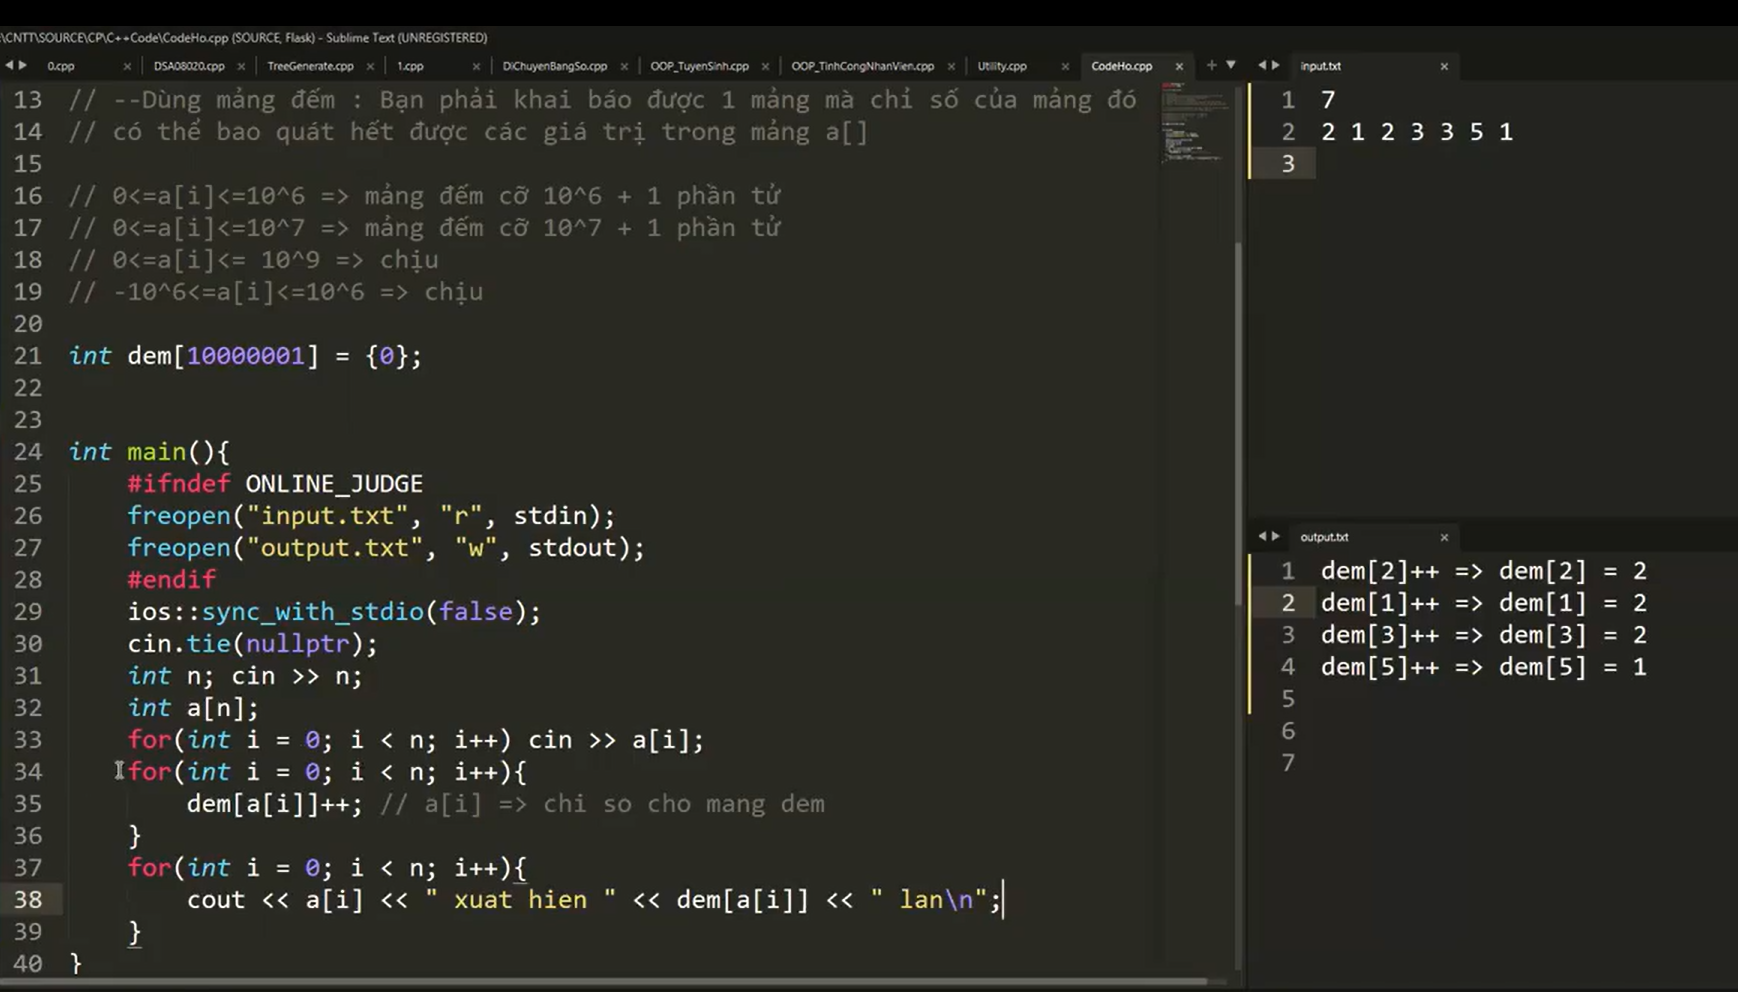 \CNTT\SOURCE\CP\C++Code\CodeHo.cpp (SOURCE, Flask) - Sublime Text (UNREGISTERED)
0.cpp DSA08020.cpp TreeGenerate.cpp 1.cpp DiChuyenBangSo.cpp OOP_TuyenSinh.cpp OOP_TinhCongNhanVien.cpp Utility.cpp CodeHo.cpp
13 // --Dùng mảng đếm : Bạn phải khai báo được 1 mảng mà chỉ số của mảng đó
14 // có thể bao quát hết được các giá trị trong mảng a[]
15
16 // 0<=a[i]<=10^6 => mảng đếm cỡ 10^6 + 1 phần tử
17 // 0<=a[i]<=10^7 => mảng đếm cỡ 10^7 + 1 phần tử
18 // 0<=a[i]<= 10^9 => chịu
19 // -10^6<=a[i]<=10^6 => chịu
20
21 int dem[10000001] = {0};
22
23
24 int main(){
25 #ifndef ONLINE_JUDGE
26 freopen("input.txt", "r", stdin);
27 freopen("output.txt", "w", stdout);
28 #endif
29 ios::sync_with_stdio(false);
30 cin.tie(nullptr);
31 int n; cin >> n;
32 int a[n];
33 for(int i = 0; i < n; i++) cin >> a[i];
34 for(int i = 0; i < n; i++){
35 dem[a[i]]++; // a[i] => chi so cho mang dem
36 }
37 for(int i = 0; i < n; i++){
38 cout << a[i] << " xuat hien " << dem[a[i]] << " lan\n";
39 }
40 }
input.txt
1 7
2 2 1 2 3 3 5 1
3
output.txt
1 dem[2]++ => dem[2] = 2
2 dem[1]++ => dem[1] = 2
3 dem[3]++ => dem[3] = 2
4 dem[5]++ => dem[5] = 1
5
6
7